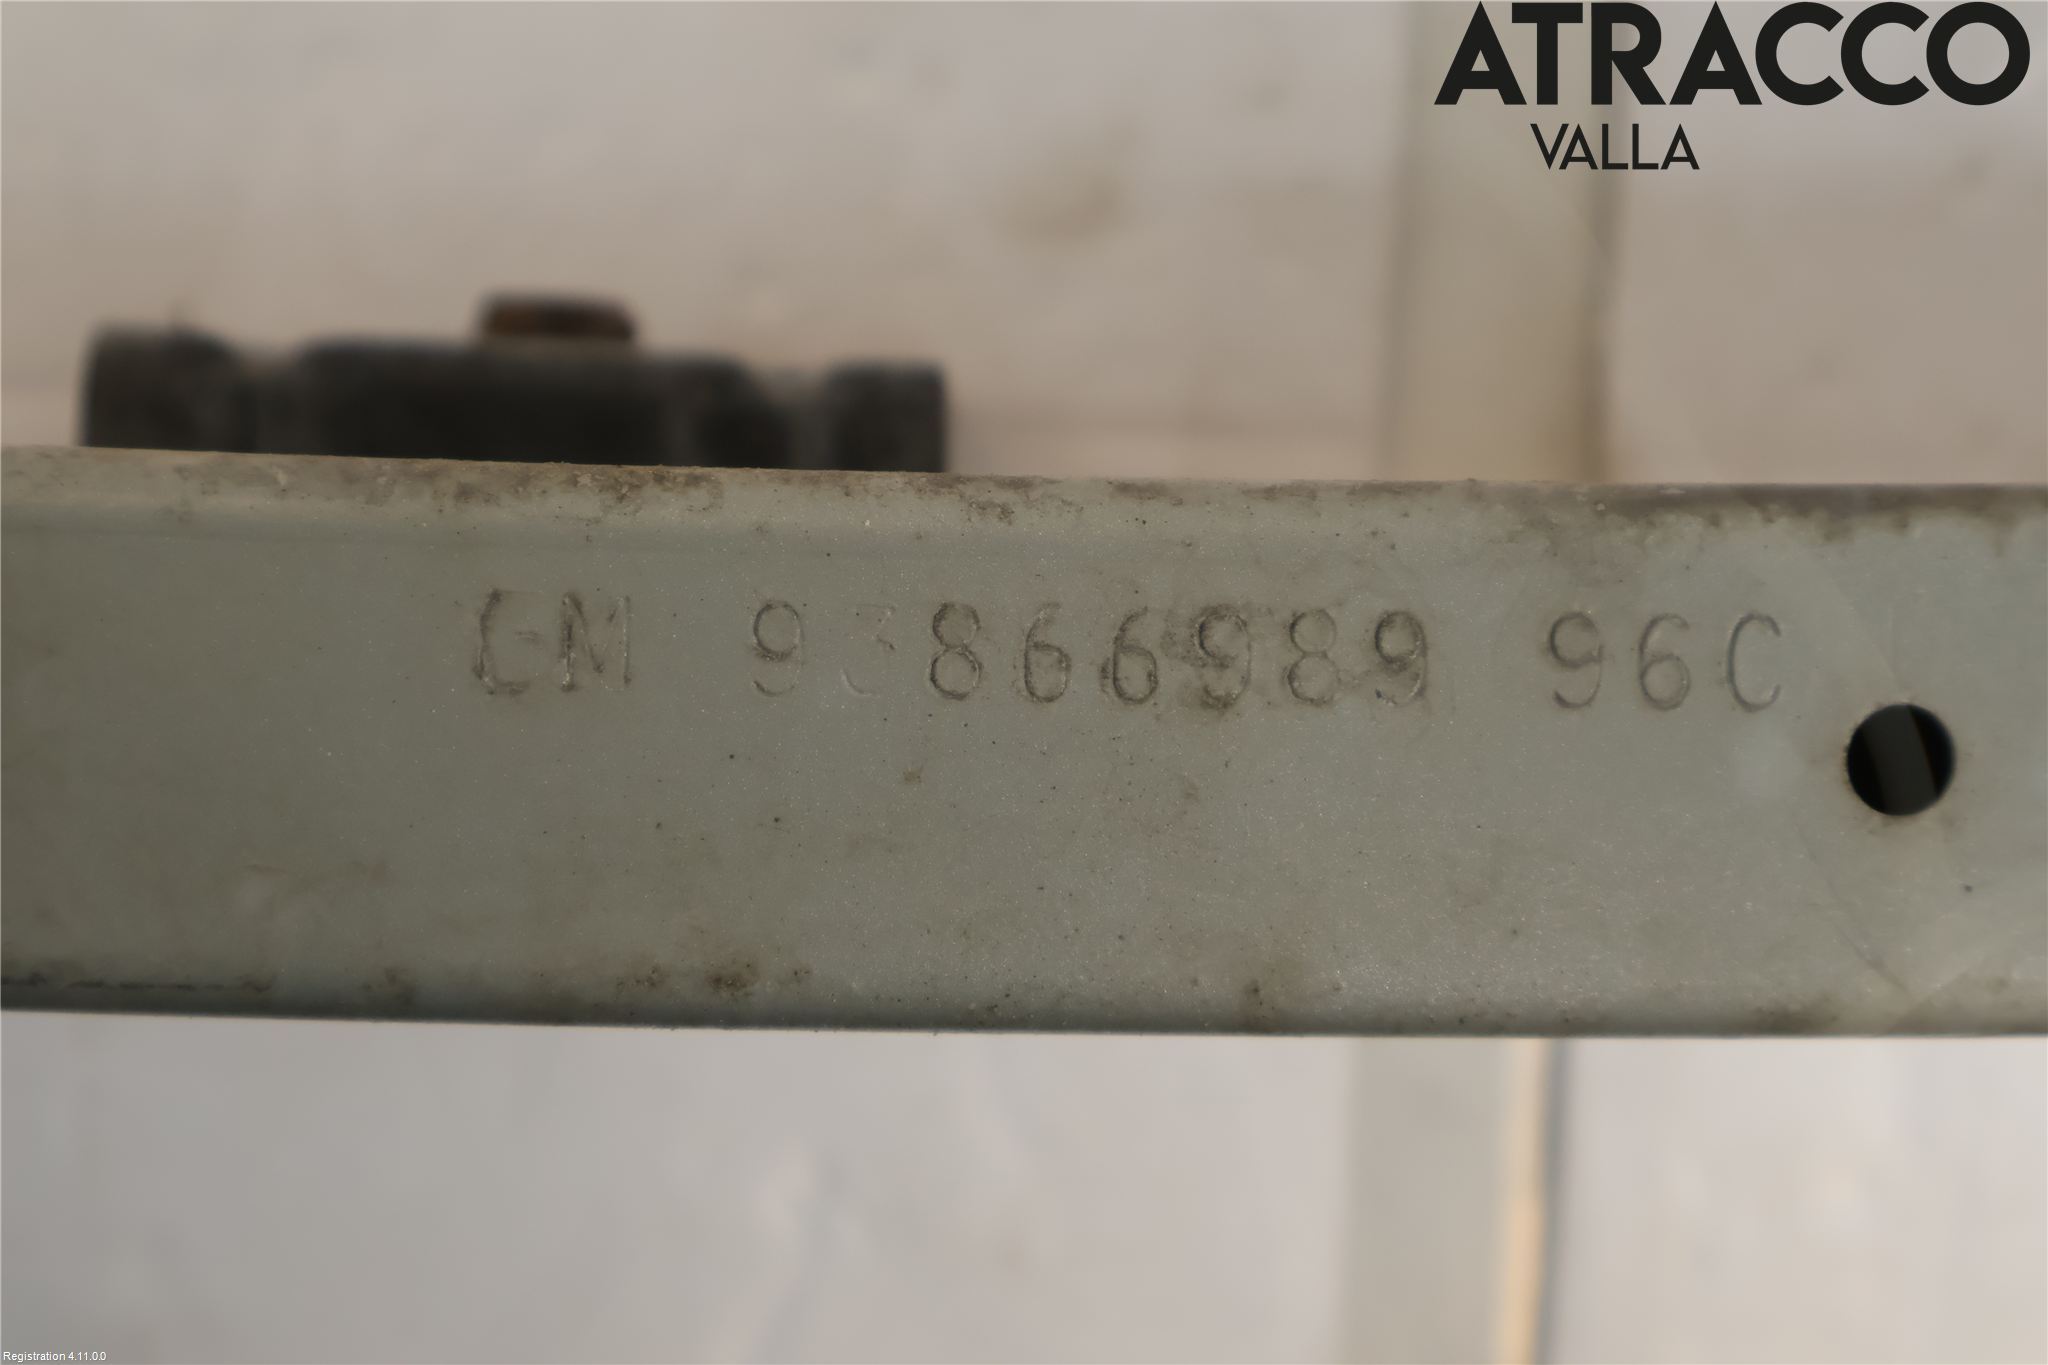 ATRACCO
VALLA
GM 93866989 96C
Registration 4.11.0.0